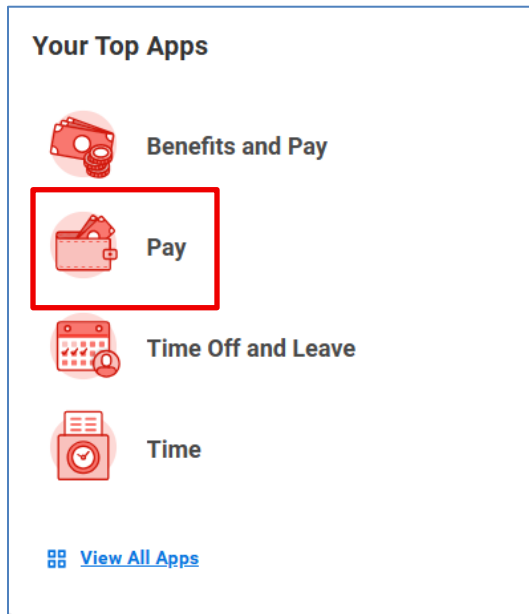 Your Top Apps
Benefits and Pay
Pay
Time Off and Leave
Time
View All Apps